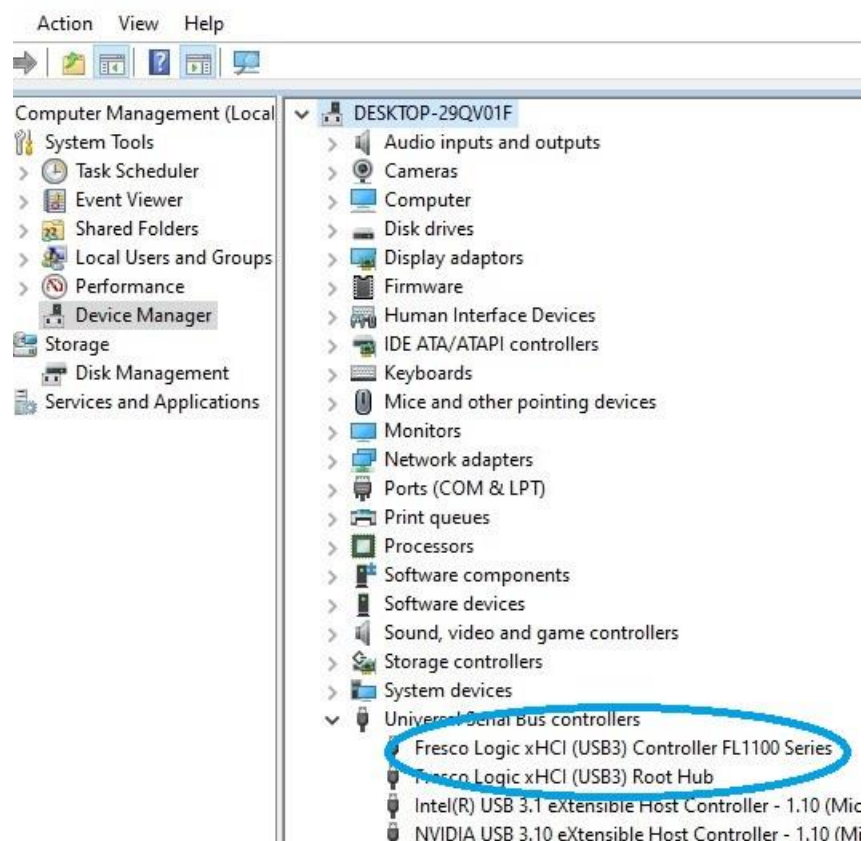 Action View Help
Computer Management (Local
System Tools
Task Scheduler
Event Viewer
Shared Folders
Local Users and Groups
Performance
Device Manager
Storage
Disk Management
Services and Applications
DESKTOP-29QV01F
Audio inputs and outputs
Cameras
Computer
Disk drives
Display adaptors
Firmware
Human Interface Devices
IDE ATA/ATAPI controllers
Keyboards
Mice and other pointing devices
Monitors
Network adapters
Ports (COM & LPT)
Print queues
Processors
Software components
Software devices
Sound, video and game controllers
Storage controllers
System devices
Universal Serial Bus controllers
Fresco Logic xHCI (USB3) Controller FL1100 Series
Fresco Logic xHCI (USB3) Root Hub
Intel(R) USB 3.1 eXtensible Host Controller - 1.10 (Mic
NVIDIA USB 3.10 eXtensible Host Controller - 1.10 (Mi